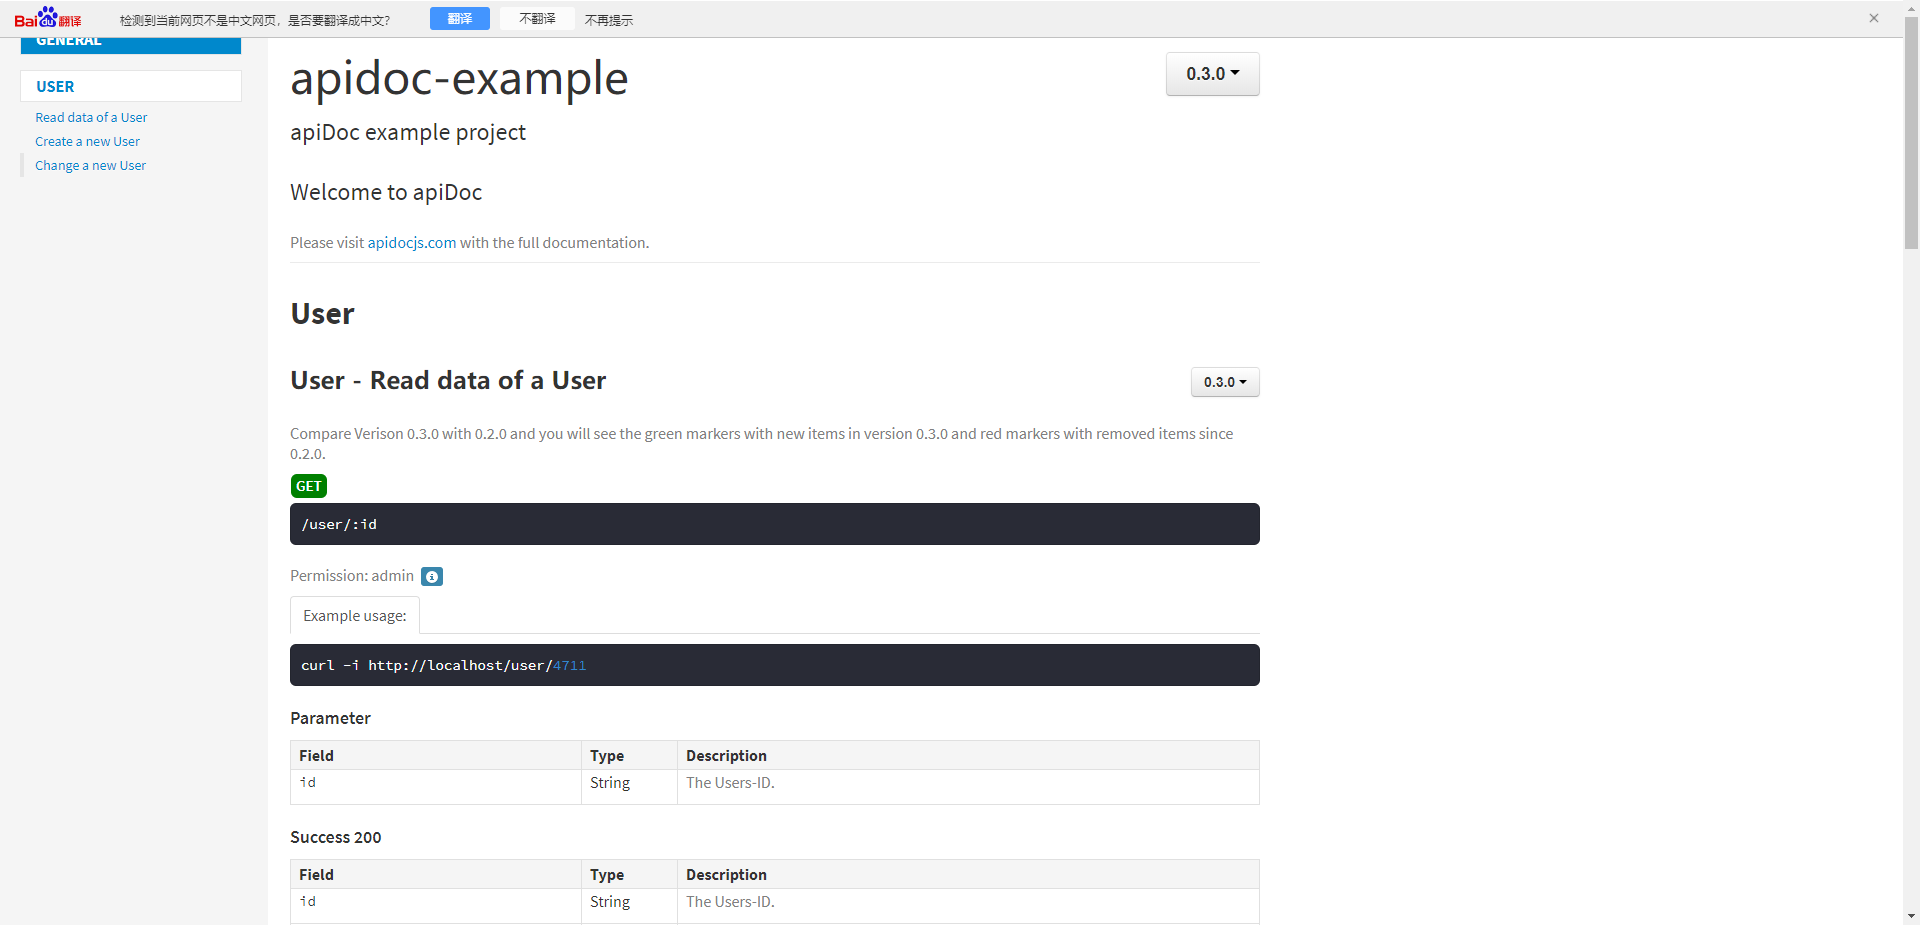 Bai du 翻译 检测到当前网页不是中文网页，是否要翻译成中文？ 翻译 不翻译 不再提示 ×
GENERAL
USER
Read data of a User
Create a new User
Change a new User
apidoc-example 0.3.0
apiDoc example project
Welcome to apiDoc
Please visit apidocjs.com with the full documentation.
User
User - Read data of a User 0.3.0
Compare Verison 0.3.0 with 0.2.0 and you will see the green markers with new items in version 0.3.0 and red markers with removed items since
0.2.0.
GET
/user/:id
Permission: admin
Example usage:
curl -i http://localhost/user/4711
Parameter
Field Type Description
id String The Users-ID.
Success 200
Field Type Description
id String The Users-ID.